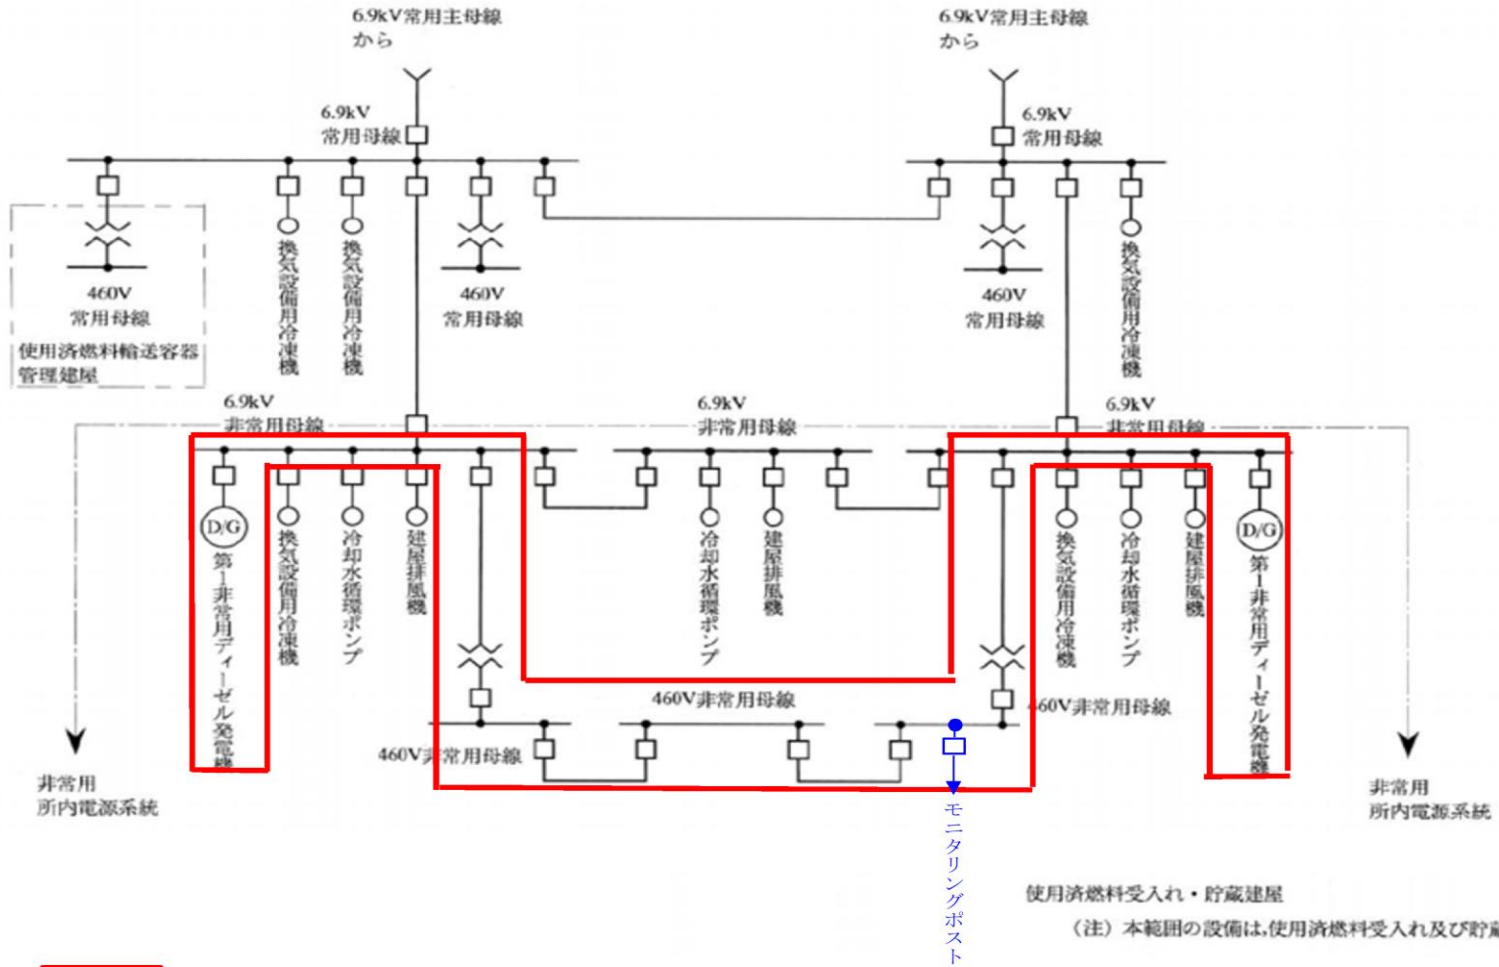 6.9kV常用主母線
から
6.9kV常用主母線
から
6.9kV
常用母線
6.9kV
常用母線
460V
常用母線
使用済燃料輸送容器
管理建屋
換気設備用冷凍機
換気設備用冷凍機
460V
常用母線
460V
常用母線
換気設備用冷凍機
6.9kV
非常用母線
6.9kV
非常用母線
6.9kV
非常用母線
D/G
第1非常用ディーゼル発電機
換気設備用冷凍機
冷却水循環ポンプ
建屋排風機
冷却水循環ポンプ
建屋排風機
換気設備用冷凍機
冷却水循環ポンプ
建屋排風機
D/G
第1非常用ディーゼル発電機
460V非常用母線
460V非常用母線
460V非常用母線
非常用
所内電源系統
非常用
所内電源系統
モニタリングポスト
使用済燃料受入れ・貯蔵建屋
（注）本範囲の設備は,使用済燃料受入れ及び貯蔵